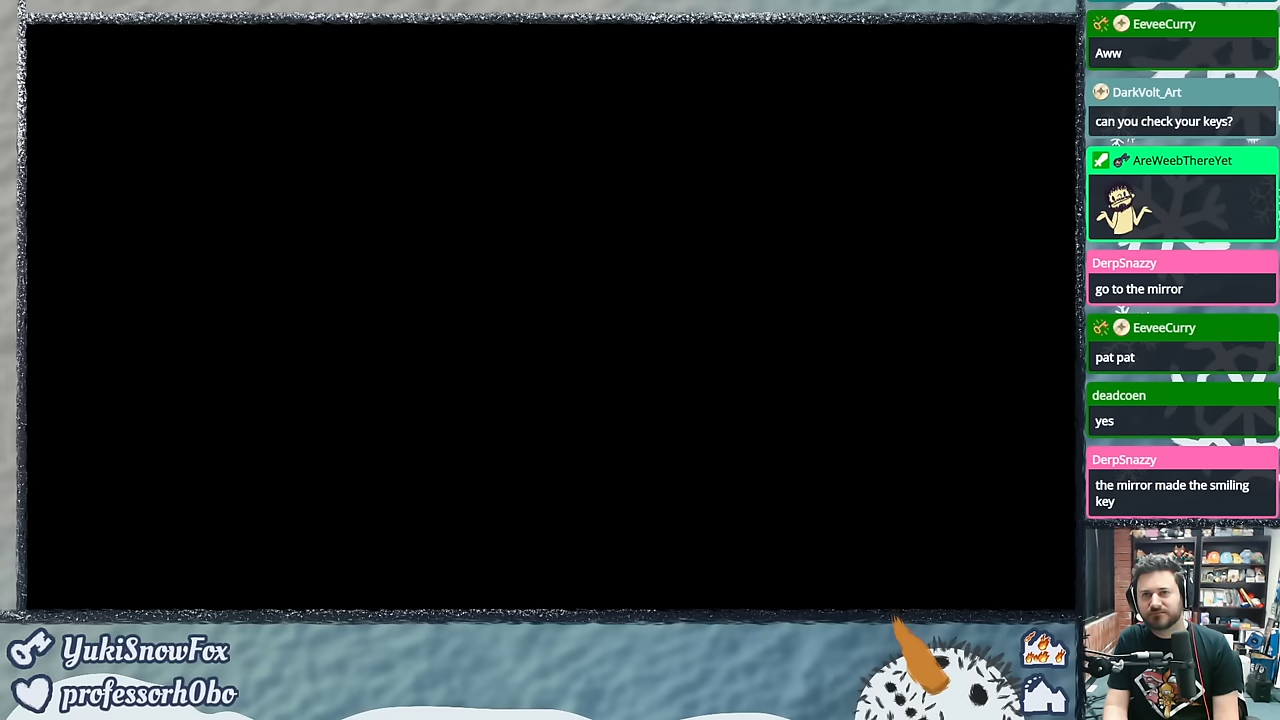 EeveeCurry
Aww
DarkVolt_Art
can you check your keys?
AreWeebThereYet
DerpSnazzy
go to the mirror
EeveeCurry
pat pat
deadcoen
yes
DerpSnazzy
the mirror made the smiling
key
YukiSnowFox
professorh0bo